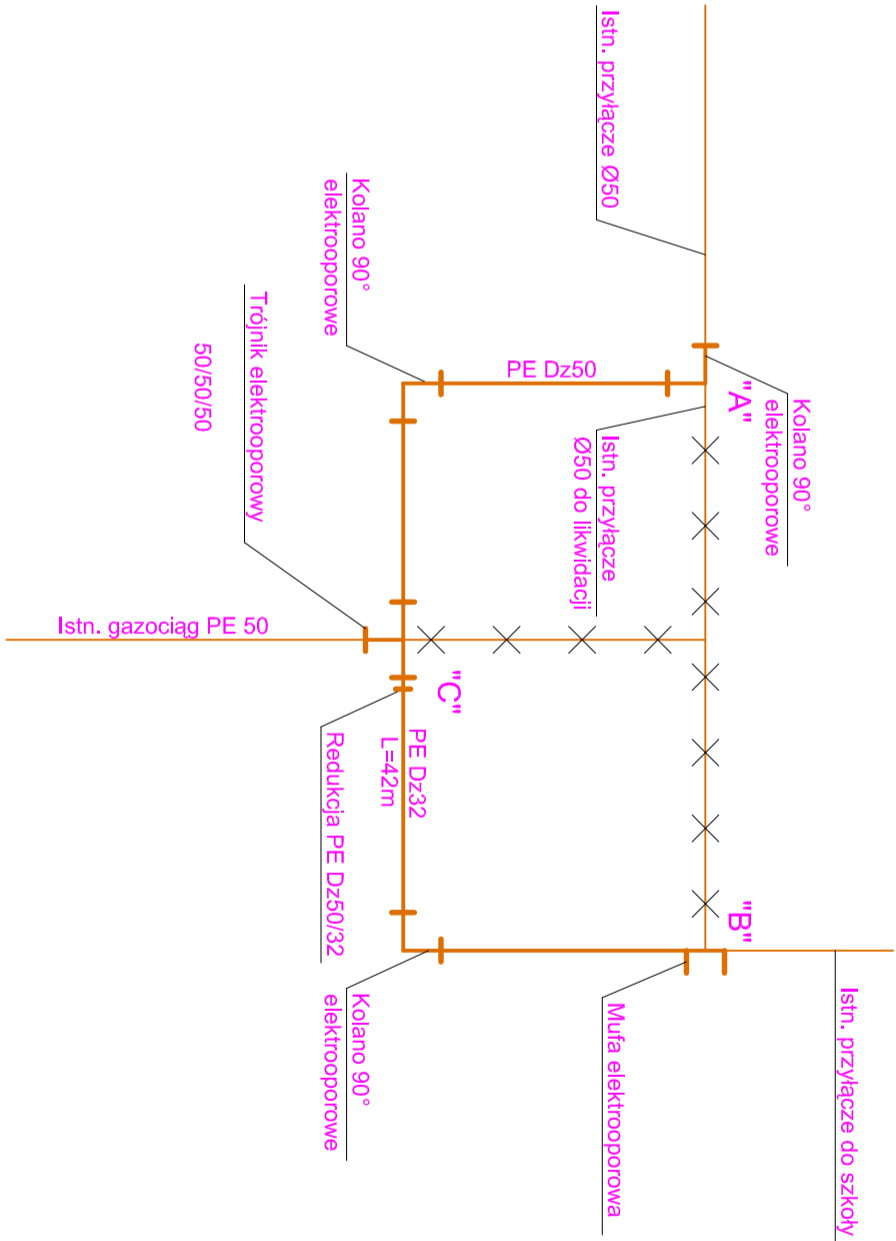 Istn. przyłącze Ø50
Kolano 90°
elektrooporowe
Trójnik elektrooporowy
50/50/50
PE Dz50
"A"
Kolano 90°
elektrooporowe
Istn. przyłącze
Ø50 do likwidacji
Istn. gazociąg PE 50
"C"
PE Dz32
L=42m
Redukcja PE Dz50/32
"B"
Kolano 90°
elektrooporowe
Mufa elektrooporowa
Istn. przyłącze do szkoły